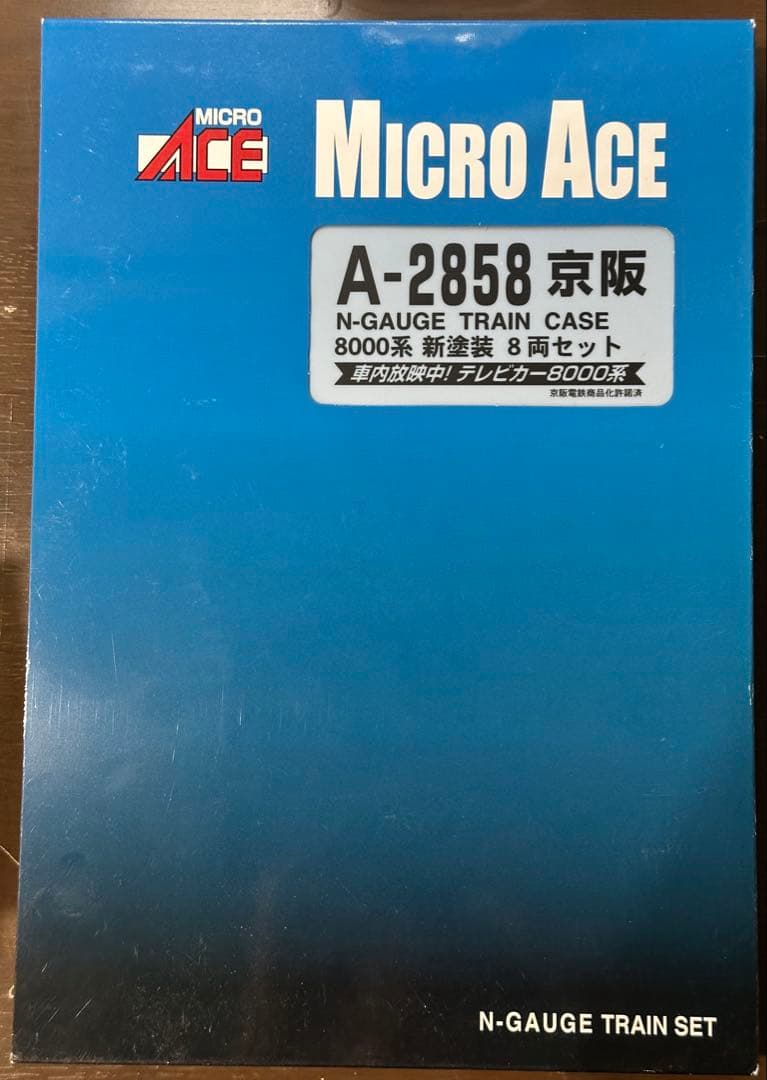 MICRO
ACE
MICRO ACE
A-2858 京阪
N-GAUGE TRAIN CASE
8000系 新塗装 8両セット
車内放映中! テレビカー8000系
京阪電鉄商品化許諾済
N-GAUGE TRAIN SET